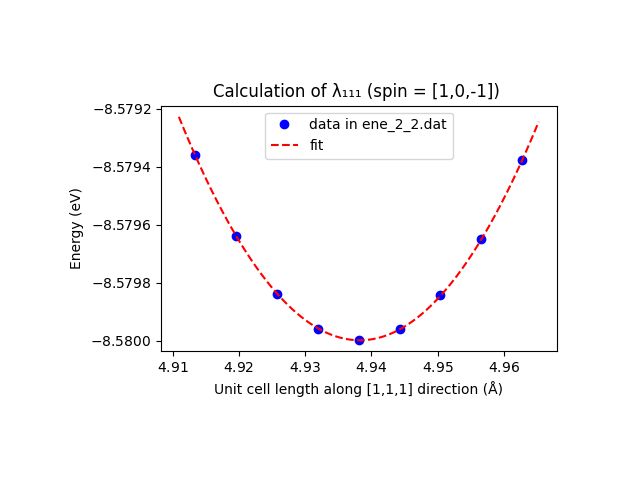 Calculation of λ₁₁₁ (spin = [1,0,-1])
−8.5792
−8.5794
−8.5796
−8.5798
−8.5800
Energy (eV)
data in ene_2_2.dat
fit
4.91 4.92 4.93 4.94 4.95 4.96
Unit cell length along [1,1,1] direction (Å)